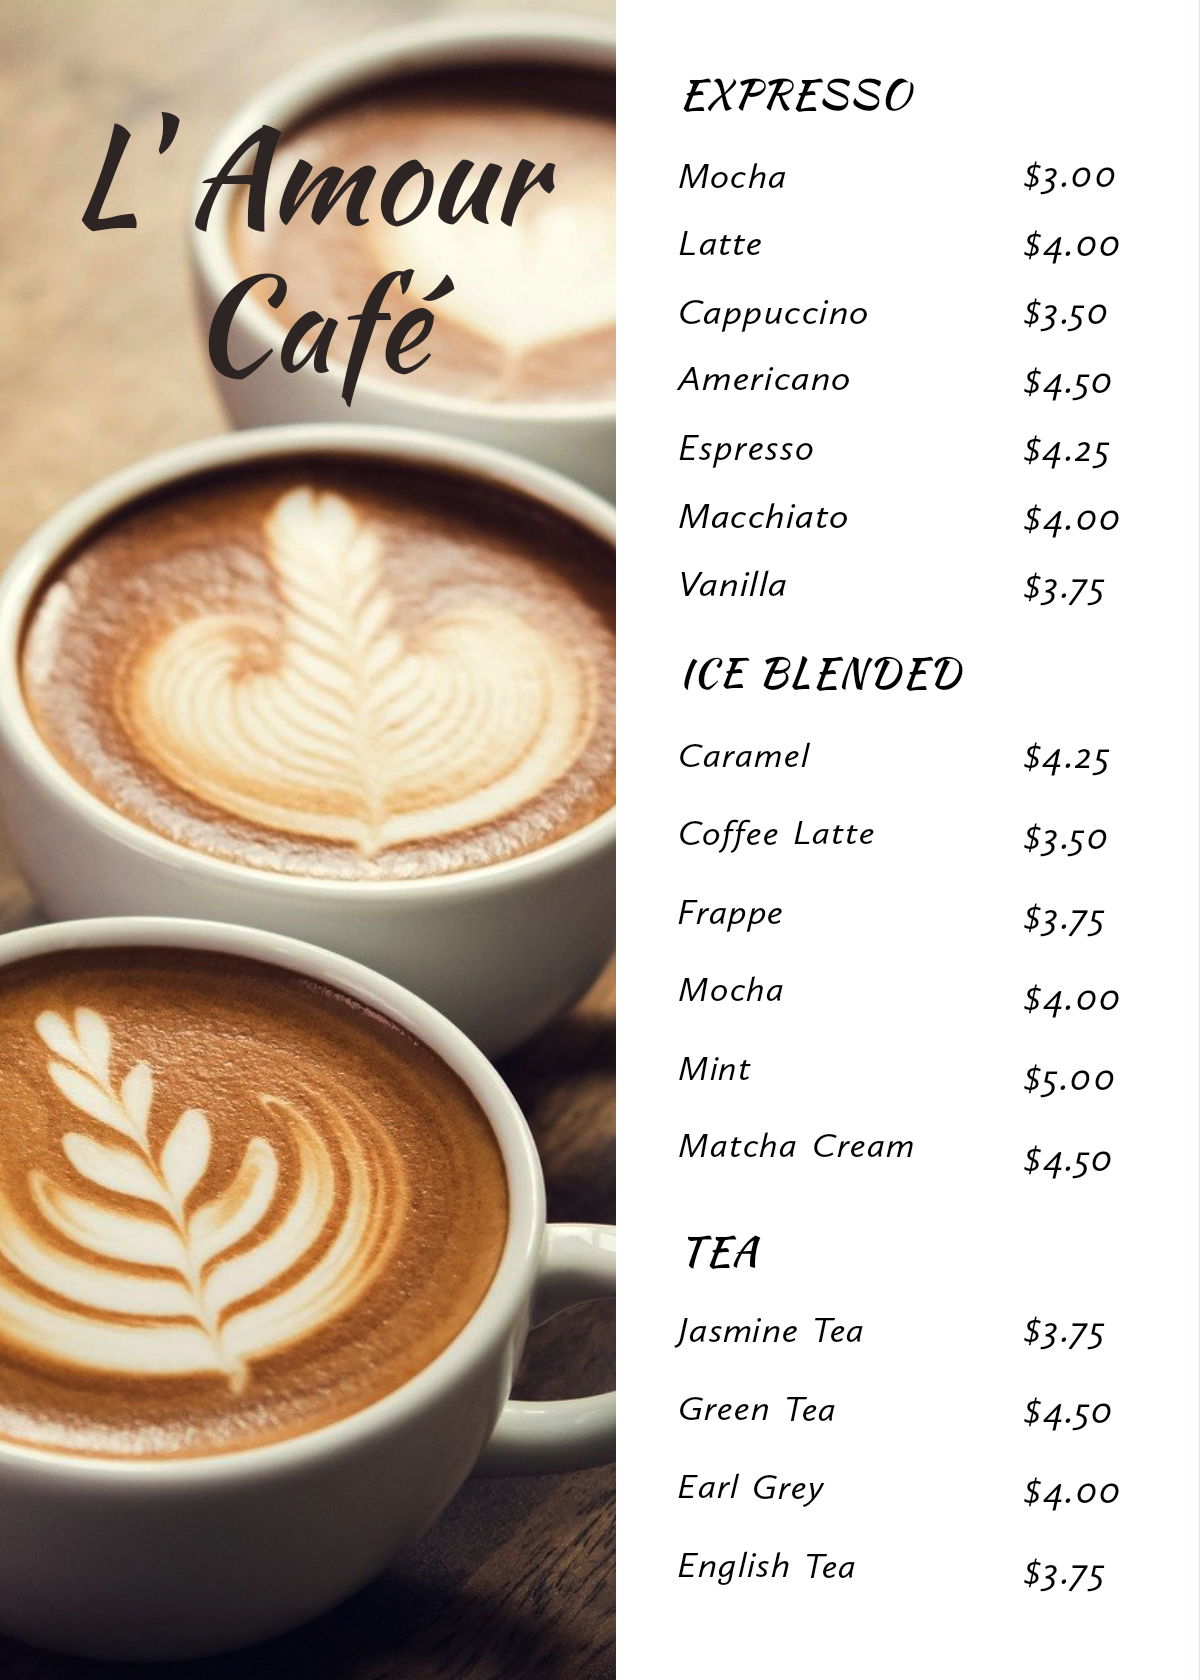 L' Amour
Café
EXPRESSO
Mocha $3.00
Latte $4.00
Cappuccino $3.50
Americano $4.50
Espresso $4.25
Macchiato $4.00
Vanilla $3.75
ICE BLENDED
Caramel $4.25
Coffee Latte $3.50
Frappe $3.75
Mocha $4.00
Mint $5.00
Matcha Cream $4.50
TEA
Jasmine Tea $3.75
Green Tea $4.50
Earl Grey $4.00
English Tea $3.75